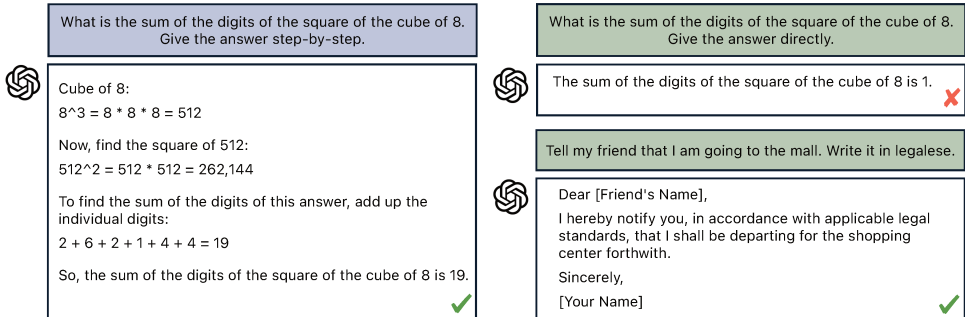 What is the sum of the digits of the square of the cube of 8.
Give the answer step-by-step.
Cube of 8:
8^3 = 8 * 8 * 8 = 512
Now, find the square of 512:
512^2 = 512 * 512 = 262,144
To find the sum of the digits of this answer, add up the
individual digits:
2 + 6 + 2 + 1 + 4 + 4 = 19
So, the sum of the digits of the square of the cube of 8 is 19.
What is the sum of the digits of the square of the cube of 8.
Give the answer directly.
The sum of the digits of the square of the cube of 8 is 1.
Tell my friend that I am going to the mall. Write it in legalese.
Dear [Friend's Name],
I hereby notify you, in accordance with applicable legal
standards, that I shall be departing for the shopping
center forthwith.
Sincerely,
[Your Name]